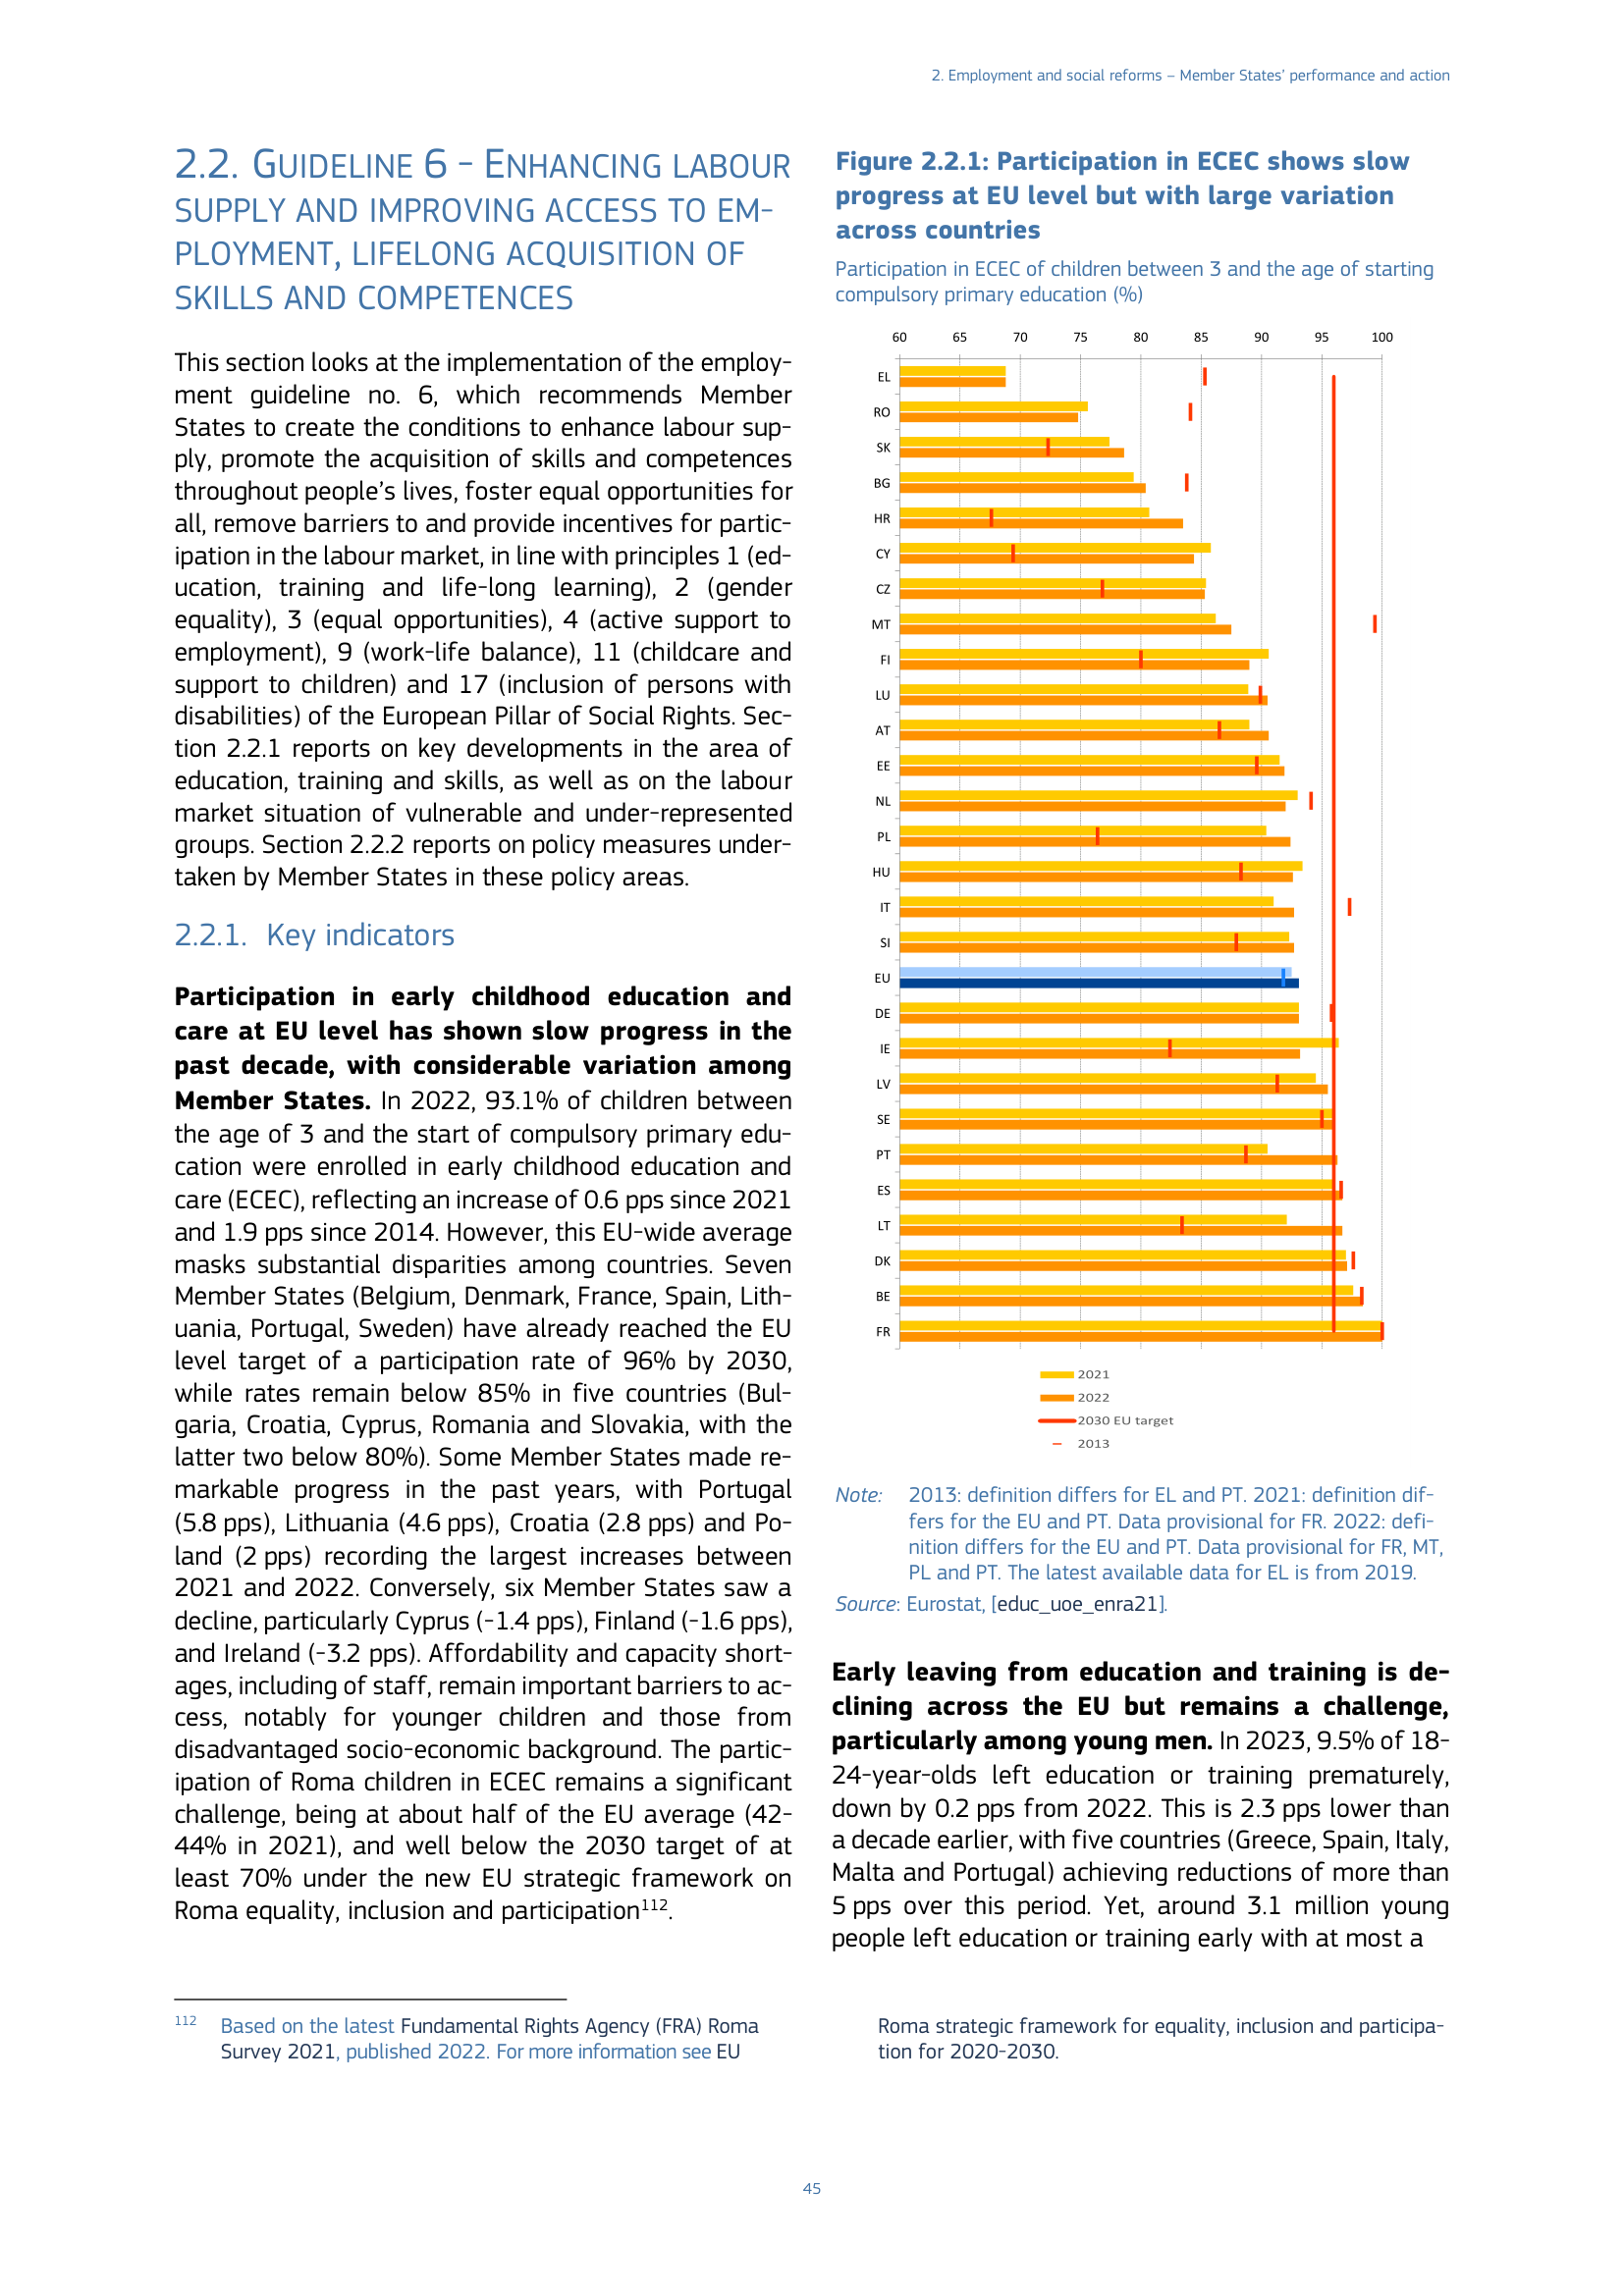 2. Employment and social reforms – Member States’ performance and action
2.2. GUIDELINE 6 – ENHANCING LABOUR
SUPPLY AND IMPROVING ACCESS TO EM-
PLOYMENT, LIFELONG ACQUISITION OF
SKILLS AND COMPETENCES
This section looks at the implementation of the employ-
ment guideline no. 6, which recommends Member
States to create the conditions to enhance labour sup-
ply, promote the acquisition of skills and competences
throughout people’s lives, foster equal opportunities for
all, remove barriers to and provide incentives for partic-
ipation in the labour market, in line with principles 1 (ed-
ucation, training and life-long learning), 2 (gender
equality), 3 (equal opportunities), 4 (active support to
employment), 9 (work-life balance), 11 (childcare and
support to children) and 17 (inclusion of persons with
disabilities) of the European Pillar of Social Rights. Sec-
tion 2.2.1 reports on key developments in the area of
education, training and skills, as well as on the labour
market situation of vulnerable and under-represented
groups. Section 2.2.2 reports on policy measures under-
taken by Member States in these policy areas.
2.2.1. Key indicators
Participation in early childhood education and
care at EU level has shown slow progress in the
past decade, with considerable variation among
Member States. In 2022, 93.1% of children between
the age of 3 and the start of compulsory primary edu-
cation were enrolled in early childhood education and
care (ECEC), reflecting an increase of 0.6 pps since 2021
and 1.9 pps since 2014. However, this EU-wide average
masks substantial disparities among countries. Seven
Member States (Belgium, Denmark, France, Spain, Lith-
uania, Portugal, Sweden) have already reached the EU
level target of a participation rate of 96% by 2030,
while rates remain below 85% in five countries (Bul-
garia, Croatia, Cyprus, Romania and Slovakia, with the
latter two below 80%). Some Member States made re-
markable progress in the past years, with Portugal
(5.8 pps), Lithuania (4.6 pps), Croatia (2.8 pps) and Po-
land (2 pps) recording the largest increases between
2021 and 2022. Conversely, six Member States saw a
decline, particularly Cyprus (-1.4 pps), Finland (-1.6 pps),
and Ireland (-3.2 pps). Affordability and capacity short-
ages, including of staff, remain important barriers to ac-
cess, notably for younger children and those from
disadvantaged socio-economic background. The partic-
ipation of Roma children in ECEC remains a significant
challenge, being at about half of the EU average (42-
44% in 2021), and well below the 2030 target of at
least 70% under the new EU strategic framework on
Roma equality, inclusion and participation112.
Figure 2.2.1: Participation in ECEC shows slow
progress at EU level but with large variation
across countries
Participation in ECEC of children between 3 and the age of starting
compulsory primary education (%)
60 65 70 75 80 85 90 95 100
EL
RO
SK
BG
HR
CY
CZ
MT
FI
LU
AT
EE
NL
PL
HU
IT
SI
EU
DE
IE
LV
SE
PT
ES
LT
DK
BE
FR
2021
2022
2030 EU target
2013
Note: 2013: definition differs for EL and PT. 2021: definition dif-
fers for the EU and PT. Data provisional for FR. 2022: defi-
nition differs for the EU and PT. Data provisional for FR, MT,
PL and PT. The latest available data for EL is from 2019.
Source: Eurostat, [educ_uoe_enra21].
Early leaving from education and training is de-
clining across the EU but remains a challenge,
particularly among young men. In 2023, 9.5% of 18-
24-year-olds left education or training prematurely,
down by 0.2 pps from 2022. This is 2.3 pps lower than
a decade earlier, with five countries (Greece, Spain, Italy,
Malta and Portugal) achieving reductions of more than
5 pps over this period. Yet, around 3.1 million young
people left education or training early with at most a
112 Based on the latest Fundamental Rights Agency (FRA) Roma
Survey 2021, published 2022. For more information see EU
Roma strategic framework for equality, inclusion and participa-
tion for 2020-2030.
45